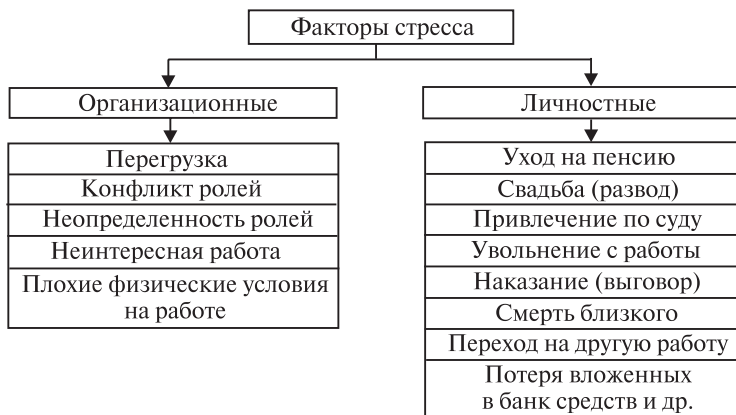 Факторы стресса
Организационные
Перегрузка
Конфликт ролей
Неопределенность ролей
Неинтересная работа
Плохие физические условия
на работе
Личностные
Уход на пенсию
Свадьба (развод)
Привлечение по суду
Увольнение с работы
Наказание (выговор)
Смерть близкого
Переход на другую работу
Потеря вложенных
в банк средств и др.